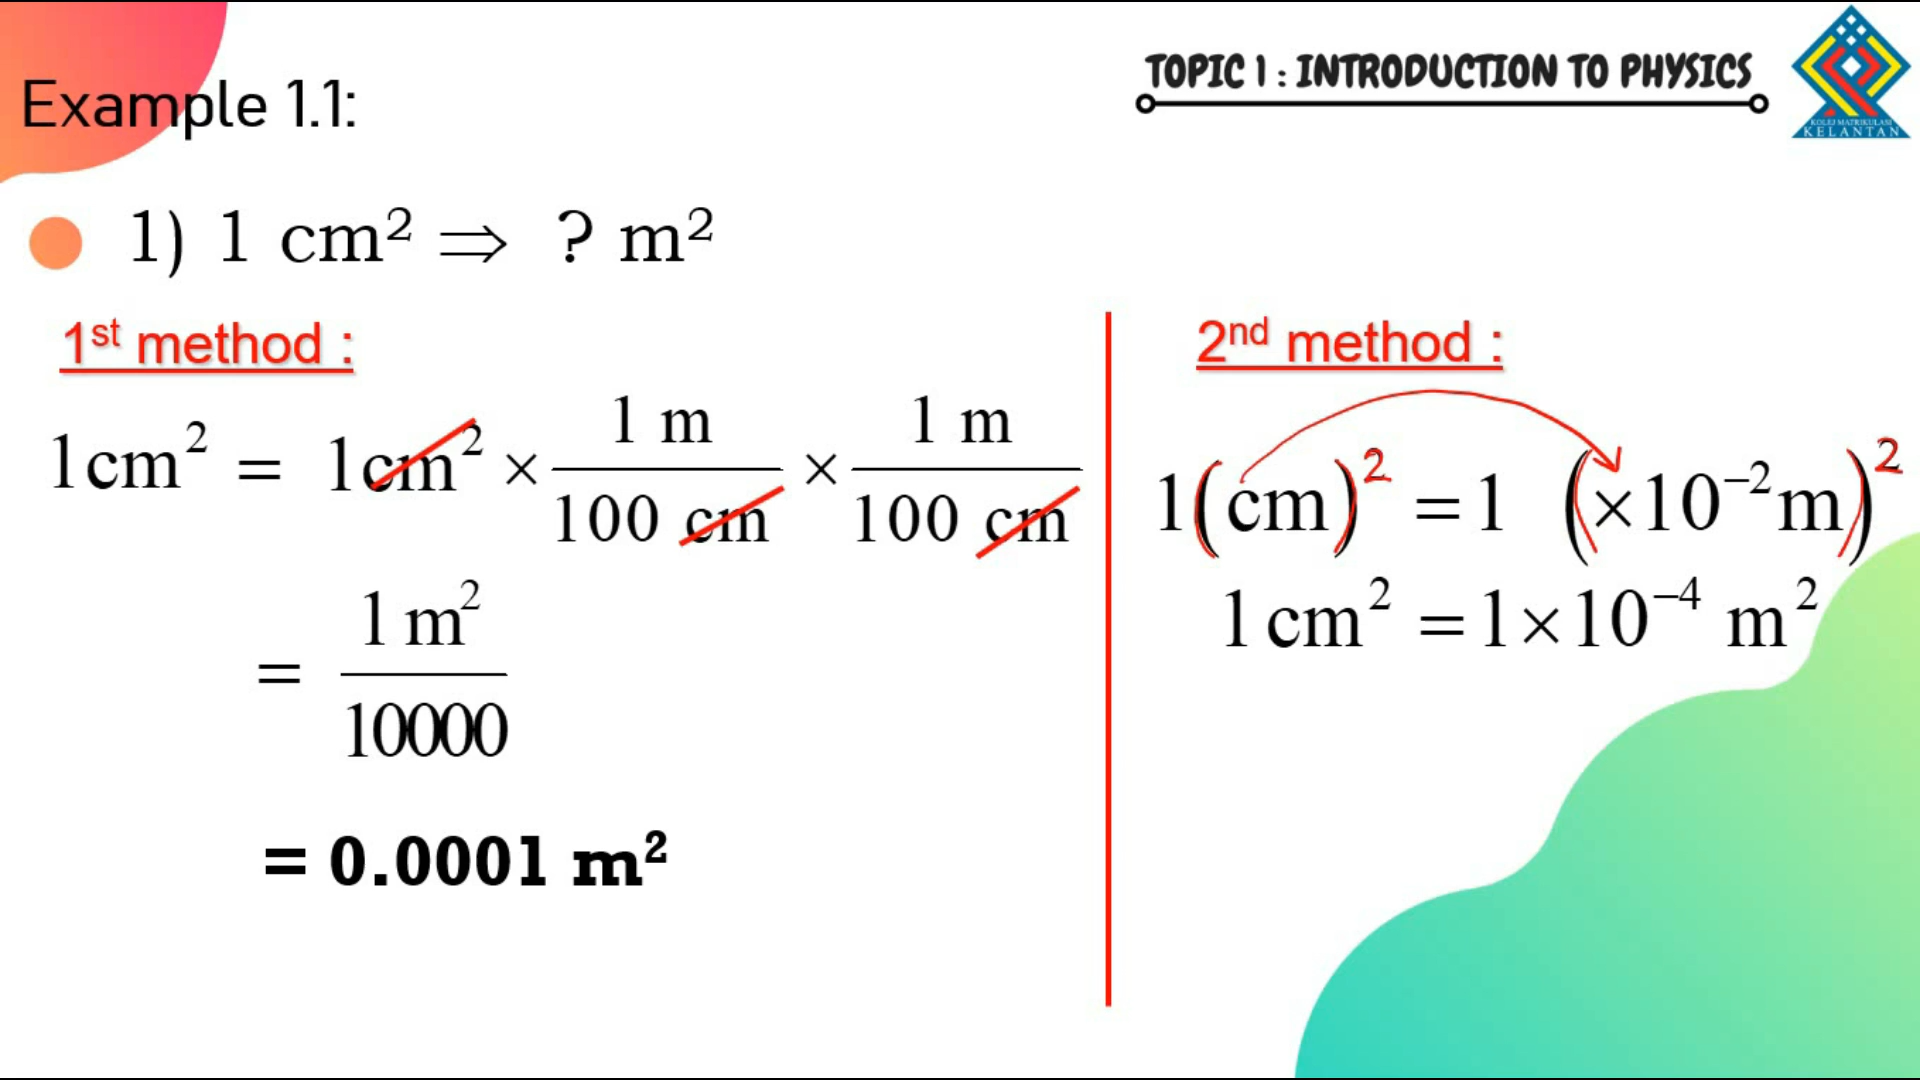 TOPIC 1 : INTRODUCTION TO PHYSICS
KOLEJ MATRIKULASI
KELANTAN
Example 1.1:
1) 1 cm² ⇒ ? m²
1st method :
1cm² = 1cm² × 1 m / 100 cm × 1 m / 100 cm
= 1 m² / 10000
= 0.0001 m²
2nd method :
1(cm)² = 1 (×10⁻²m)²
1cm² = 1×10⁻⁴ m²